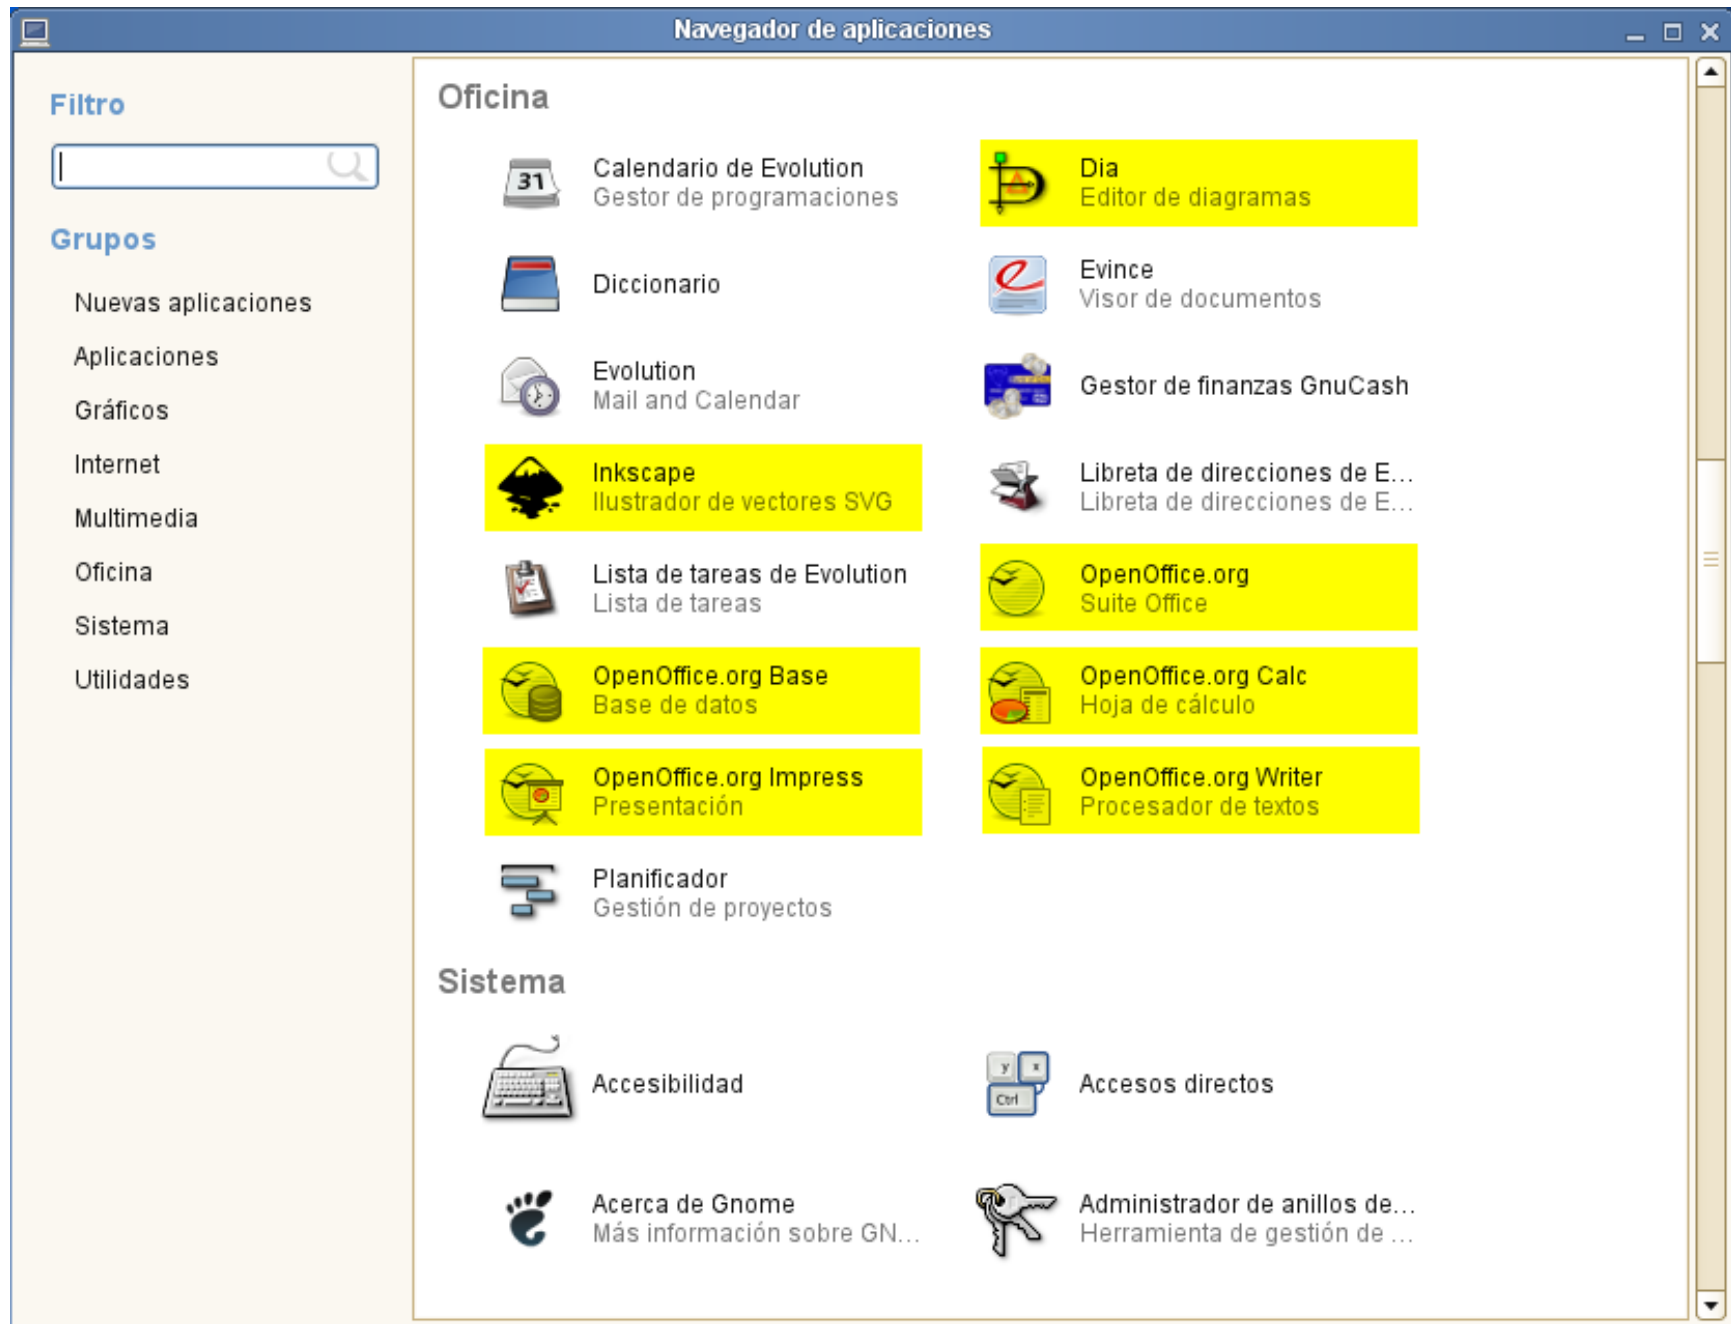 Navegador de aplicaciones
Filtro
Grupos
Nuevas aplicaciones
Aplicaciones
Gráficos
Internet
Multimedia
Oficina
Sistema
Utilidades
Oficina
31
Calendario de Evolution
Gestor de programaciones
Dia
Editor de diagramas
Diccionario
Evince
Visor de documentos
Evolution
Mail and Calendar
Gestor de finanzas GnuCash
Inkscape
Ilustrador de vectores SVG
Libreta de direcciones de E...
Libreta de direcciones de E...
Lista de tareas de Evolution
Lista de tareas
OpenOffice.org
Suite Office
OpenOffice.org Base
Base de datos
OpenOffice.org Calc
Hoja de cálculo
OpenOffice.org Impress
Presentación
OpenOffice.org Writer
Procesador de textos
Planificador
Gestión de proyectos
Sistema
Accesibilidad
y x
Ctrl
Accesos directos
Acerca de Gnome
Más información sobre GN...
Administrador de anillos de...
Herramienta de gestión de ...